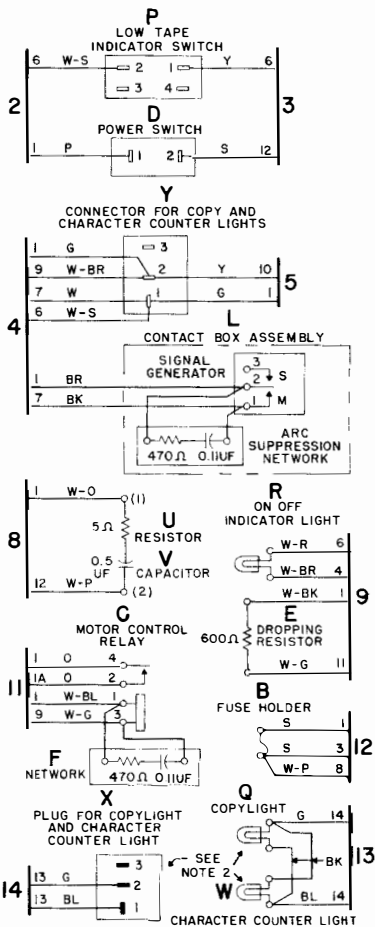 P
LOW TAPE
INDICATOR SWITCH
6 W-S 2 1 Y 6
3 4
2 3
D
POWER SWITCH
1 P 1 2 S 12
Y
CONNECTOR FOR COPY AND
CHARACTER COUNTER LIGHTS
1 G 3
9 W-BR 2 Y 10
7 W 1 G 1
6 W-S
4 5
L
CONTACT BOX ASSEMBLY
SIGNAL
GENERATOR
3 S
1 BR 2
7 BK 1 M
ARC
SUPPRESSION
NETWORK
470Ω 0.11UF
1 W-O (1)
8
5Ω
U
RESISTOR
0.5
UF
V
CAPACITOR
12 W-P (2)
R
ON OFF
INDICATOR LIGHT
W-R 6
W-BR 4
W-BK 1
9
E
600Ω DROPPING
RESISTOR
W-G 11
C
MOTOR CONTROL
RELAY
1 O 4
1A O 2
11
1 W-BL 1
9 W-G 3
F
NETWORK
470Ω 0.11UF
B
FUSE HOLDER
S 1
S 3
W-P 8
12
X
PLUG FOR COPYLIGHT
AND CHARACTER
COUNTER LIGHT
3
13 G 2
13 BL 1
14
Q
COPYLIGHT
G 14
SEE
NOTE 2
BK
13
W
BL 14
CHARACTER COUNTER LIGHT